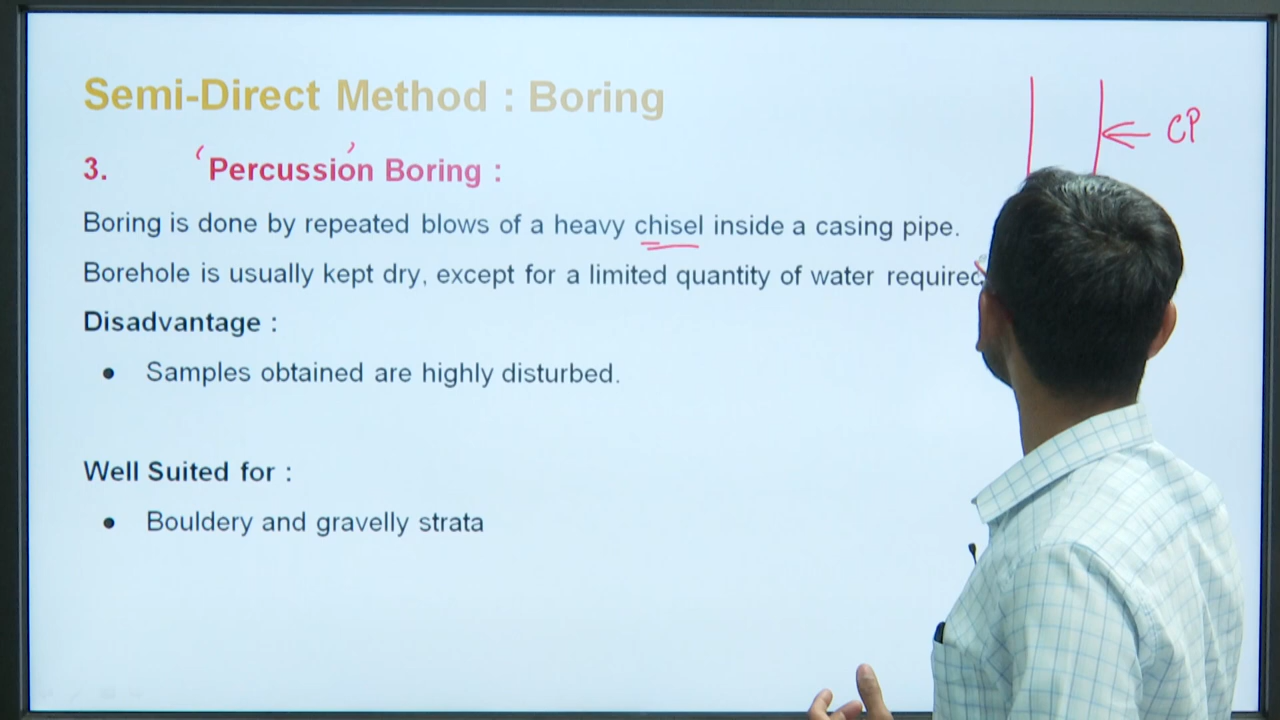 Semi-Direct Method : Boring
CP
3. ‘Percussion’ Boring :
Boring is done by repeated blows of a heavy chisel inside a casing pipe.
Borehole is usually kept dry, except for a limited quantity of water required
Disadvantage :
● Samples obtained are highly disturbed.
Well Suited for :
● Bouldery and gravelly strata